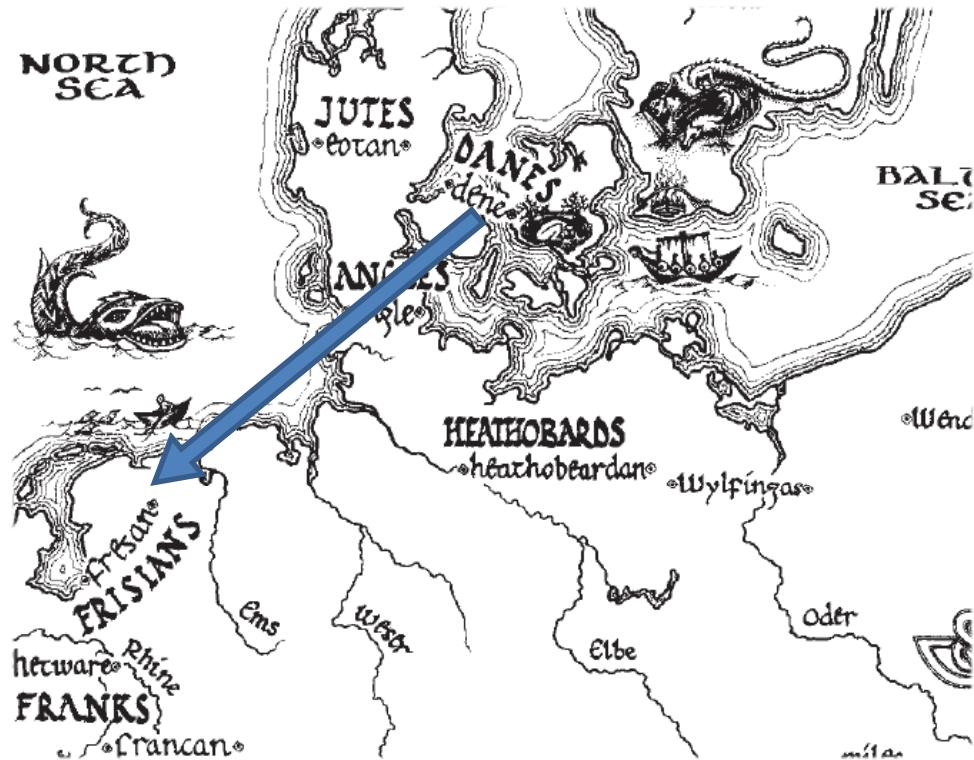 NORTH
SEA
JUTES
•eotan•
DANES
•dene•
BALT
SE
ANGLES
gle•
HEATHOBARDS
•heathobeardan•
•Wylfingas•
•Wend
fresan•
FRISIANS
Ems
Weser
Elbe
Oder
hetware•
Rhine
FRANKS
•francan•